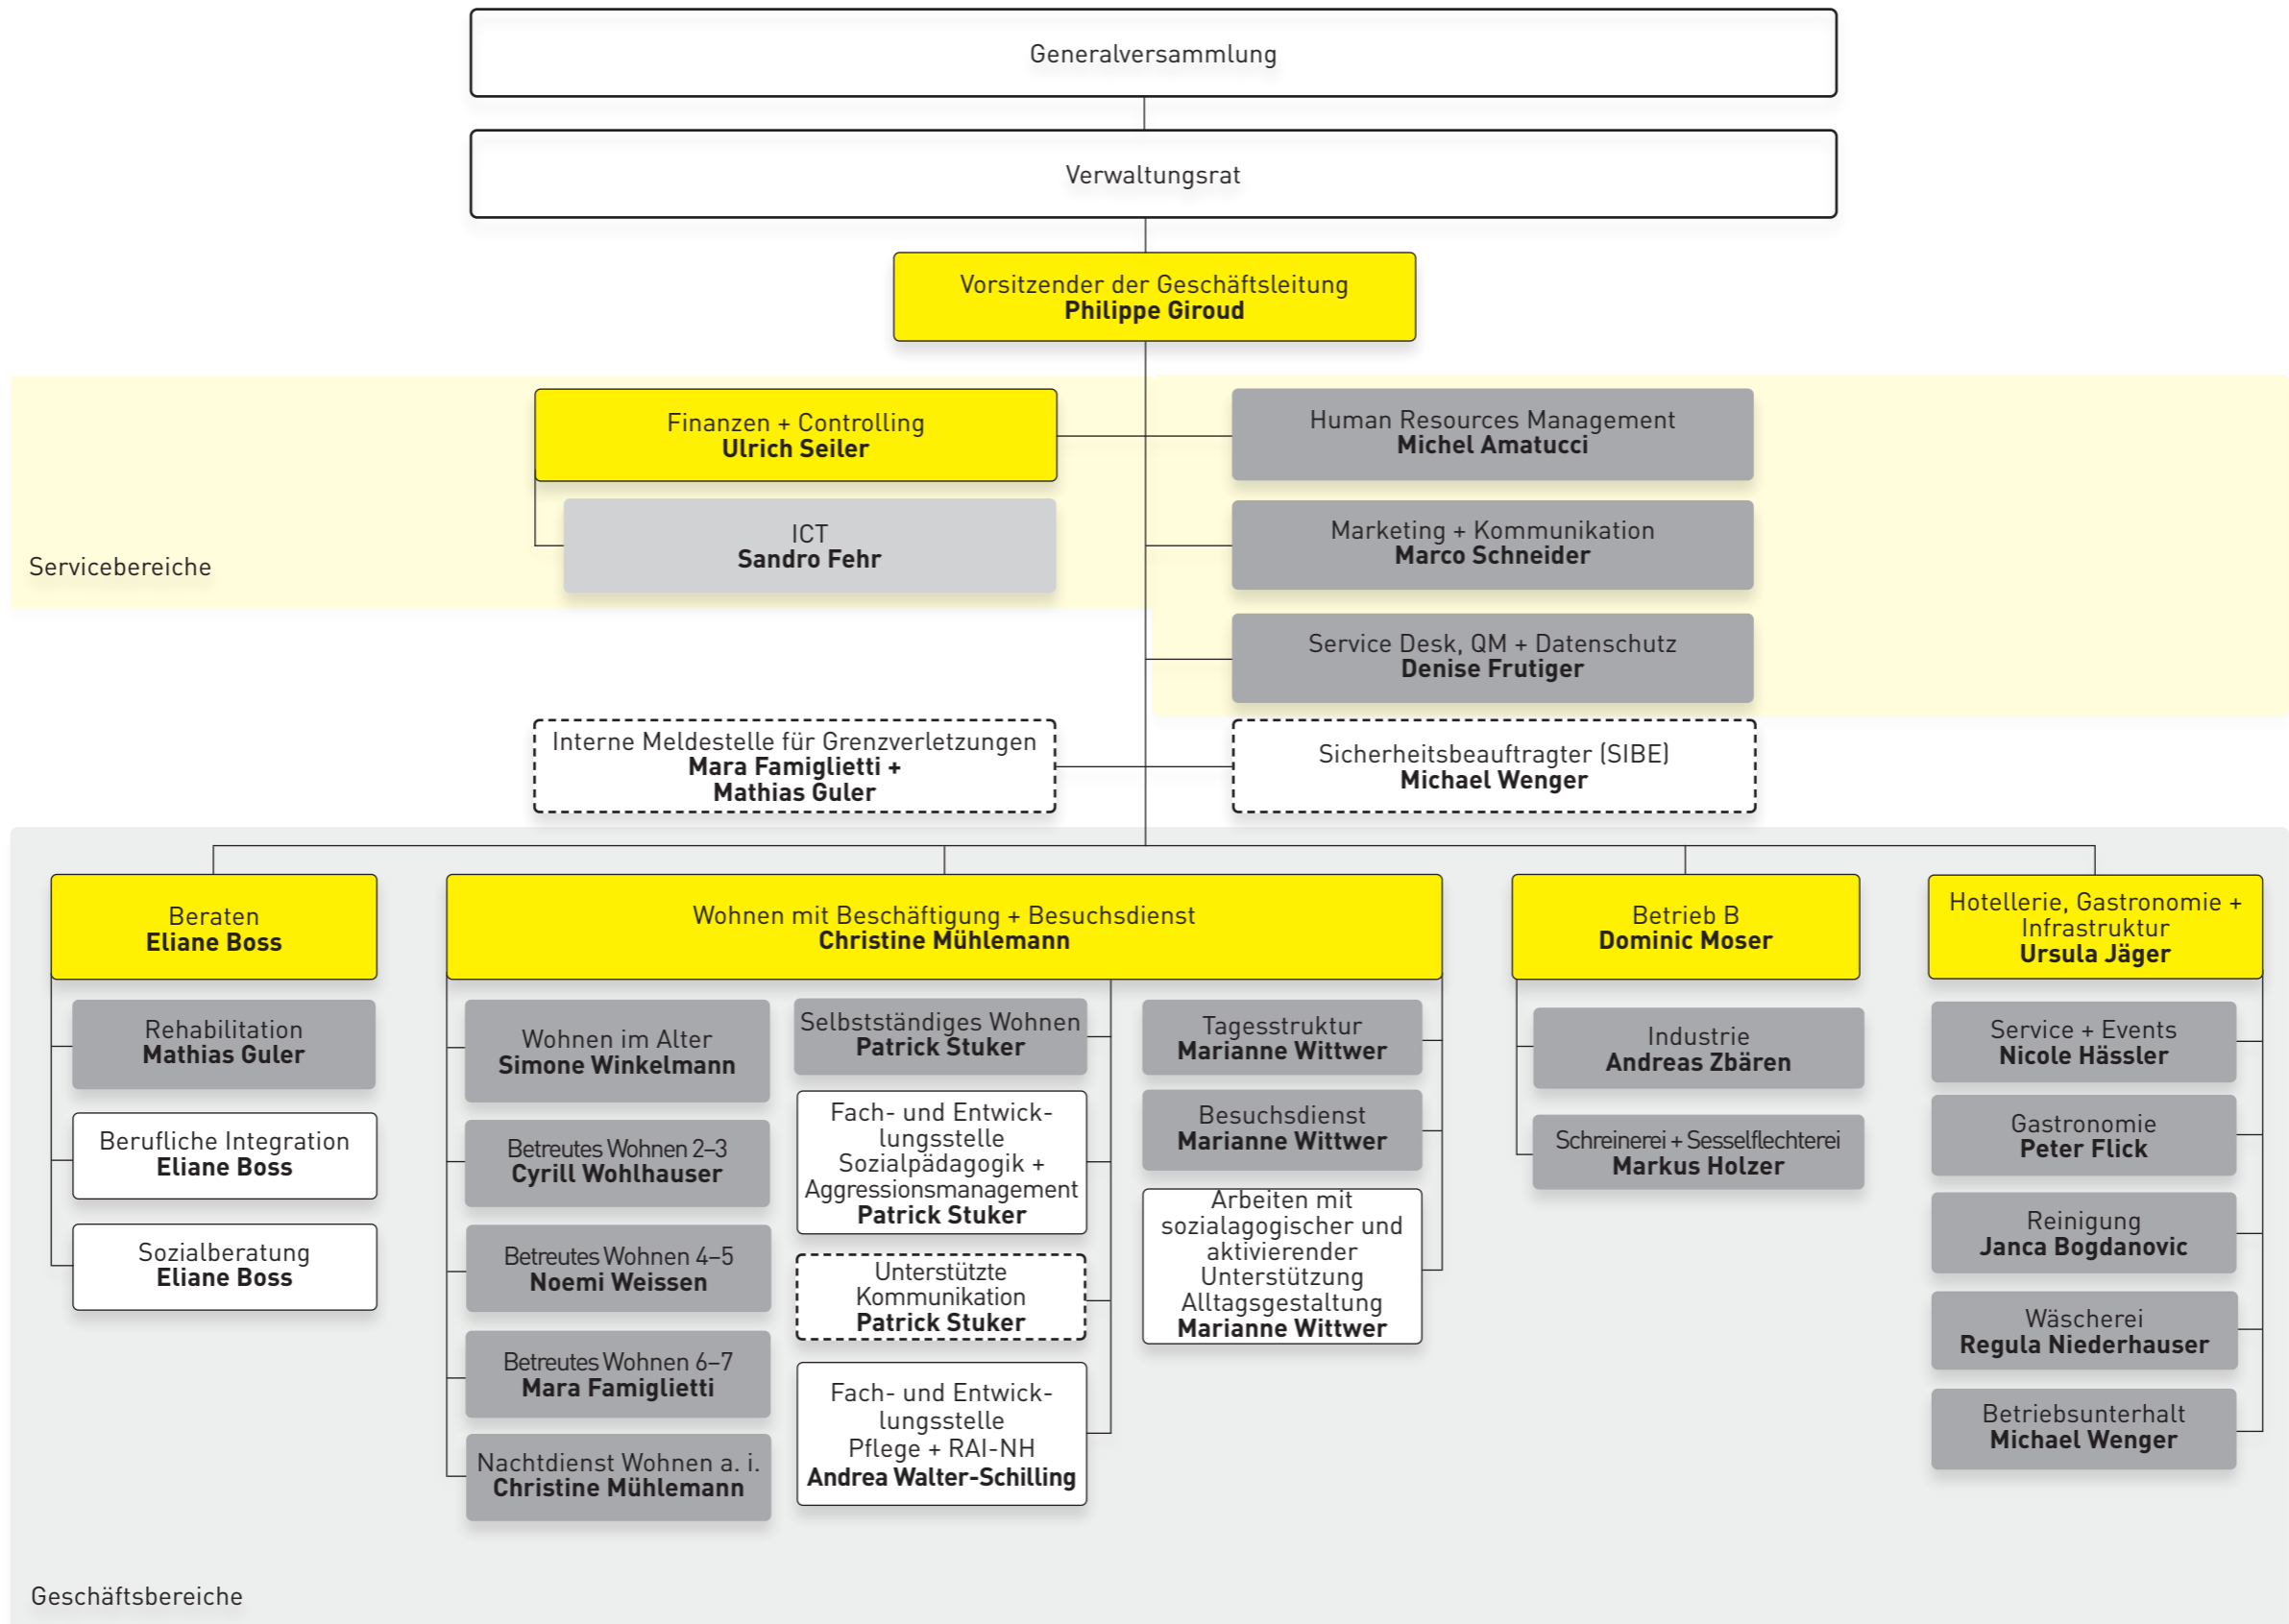 Generalversammlung
Verwaltungsrat
Vorsitzender der Geschäftsleitung
Philippe Giroud
Finanzen + Controlling
Ulrich Seiler
Human Resources Management
Michel Amatucci
ICT
Sandro Fehr
Marketing + Kommunikation
Marco Schneider
Servicebereiche
Service Desk, QM + Datenschutz
Denise Frutiger
Interne Meldestelle für Grenzverletzungen
Mara Famiglietti +
Mathias Guler
Sicherheitsbeauftragter (SIBE)
Michael Wenger
Beraten
Eliane Boss
Rehabilitation
Mathias Guler
Berufliche Integration
Eliane Boss
Sozialberatung
Eliane Boss
Wohnen mit Beschäftigung + Besuchsdienst
Christine Mühlemann
Wohnen im Alter
Simone Winkelmann
Betreutes Wohnen 2–3
Cyrill Wohlhauser
Betreutes Wohnen 4–5
Noemi Weissen
Betreutes Wohnen 6–7
Mara Famiglietti
Nachtdienst Wohnen a. i.
Christine Mühlemann
Selbstständiges Wohnen
Patrick Stuker
Fach- und Entwick-
lungsstelle
Sozialpädagogik +
Aggressionsmanagement
Patrick Stuker
Unterstützte
Kommunikation
Patrick Stuker
Fach- und Entwick-
lungsstelle
Pflege + RAI-NH
Andrea Walter-Schilling
Tagesstruktur
Marianne Wittwer
Besuchsdienst
Marianne Wittwer
Arbeiten mit
sozialagogischer und
aktivierender
Unterstützung
Alltagsgestaltung
Marianne Wittwer
Betrieb B
Dominic Moser
Industrie
Andreas Zbären
Schreinerei + Sesselflechterei
Markus Holzer
Hotellerie, Gastronomie +
Infrastruktur
Ursula Jäger
Service + Events
Nicole Hässler
Gastronomie
Peter Flick
Reinigung
Janca Bogdanovic
Wäscherei
Regula Niederhauser
Betriebsunterhalt
Michael Wenger
Geschäftsbereiche